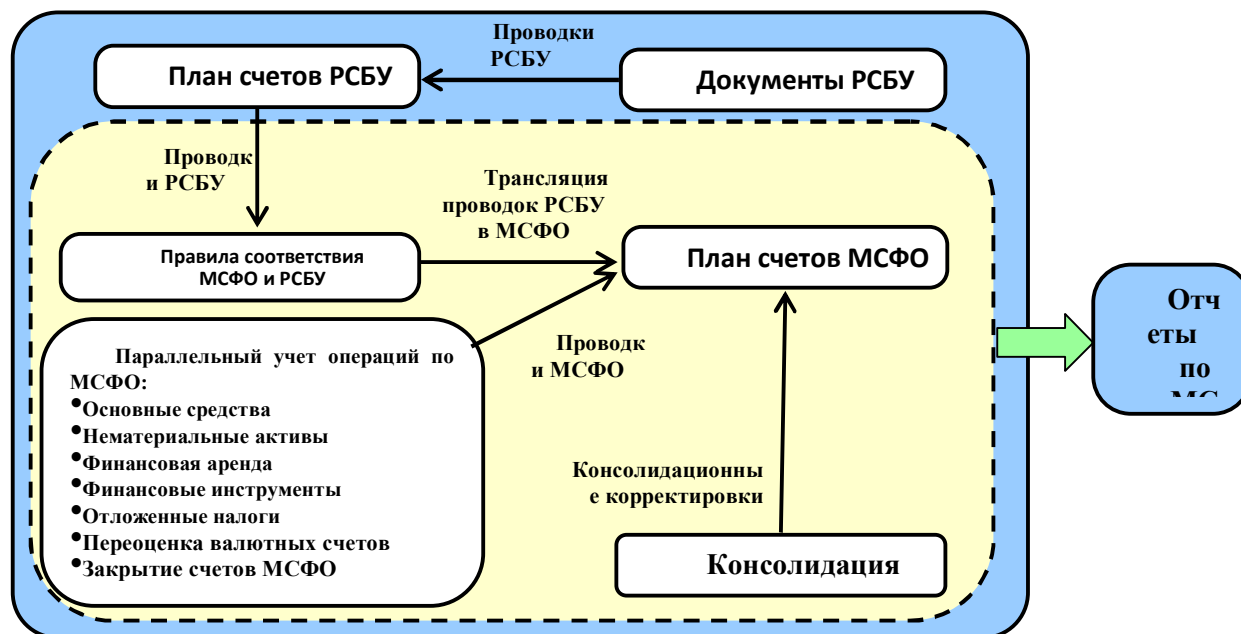 Проводки
РСБУ
План счетов РСБУ
Документы РСБУ
Проводк
и РСБУ
Трансляция
проводок РСБУ
в МСФО
Правила соответствия
МСФО и РСБУ
План счетов МСФО
Параллельный учет операций по
МСФО:
•Основные средства
•Нематериальные активы
•Финансовая аренда
•Финансовые инструменты
•Отложенные налоги
•Переоценка валютных счетов
•Закрытие счетов МСФО
Проводк
и МСФО
Консолидационны
е корректировки
Консолидация
Отч
еты
по